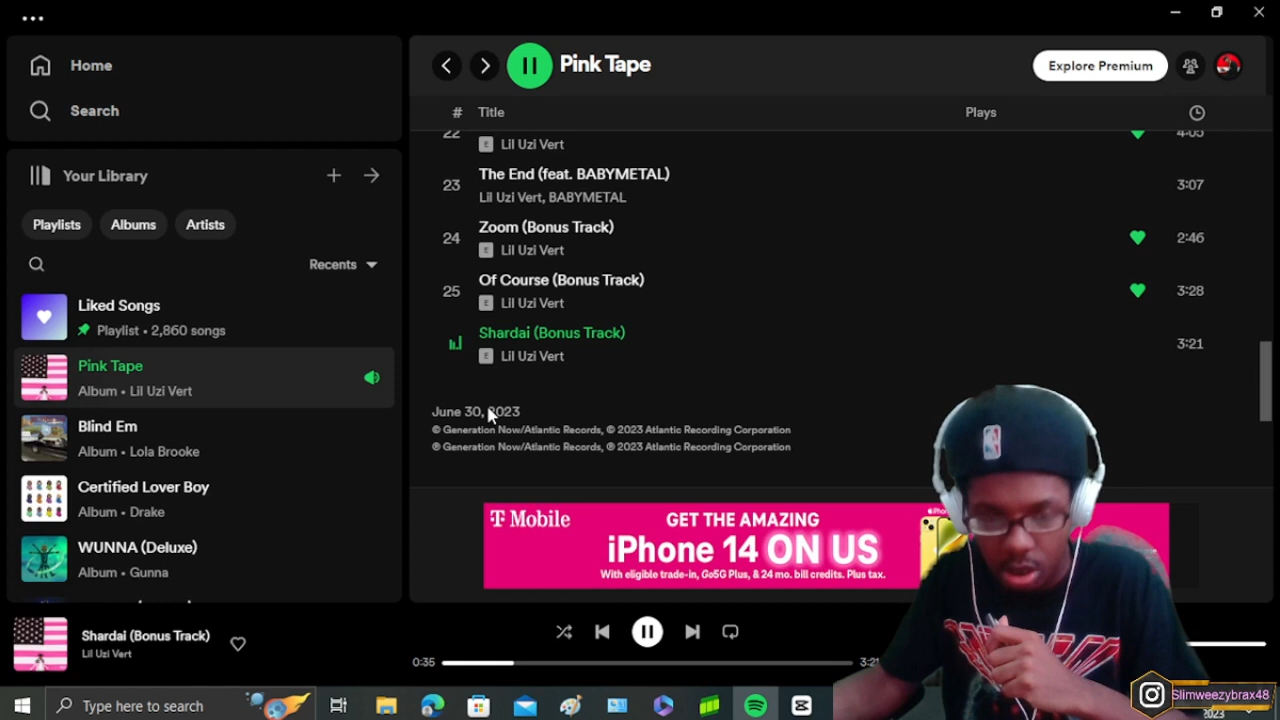 Home
Search
Your Library
Playlists
Albums
Artists
Recents
Liked Songs
Playlist • 2,860 songs
Pink Tape
Album • Lil Uzi Vert
Blind Em
Album • Lola Brooke
Certified Lover Boy
Album • Drake
WUNNA (Deluxe)
Album • Gunna
Pink Tape
Explore Premium
# Title Plays
22 4:05
E Lil Uzi Vert
23 The End (feat. BABYMETAL) 3:07
Lil Uzi Vert, BABYMETAL
24 Zoom (Bonus Track) 2:46
E Lil Uzi Vert
25 Of Course (Bonus Track) 3:28
E Lil Uzi Vert
Shardai (Bonus Track) 3:21
E Lil Uzi Vert
June 30, 2023
© Generation Now/Atlantic Records, © 2023 Atlantic Recording Corporation
℗ Generation Now/Atlantic Records, ℗ 2023 Atlantic Recording Corporation
T Mobile
GET THE AMAZING
iPhone 14 ON US
With eligible trade-in, Go5G Plus, & 24 mo. bill credits. Plus tax.
Shardai (Bonus Track)
Lil Uzi Vert
0:35 3:21
Type here to search
Slimweezybrax48